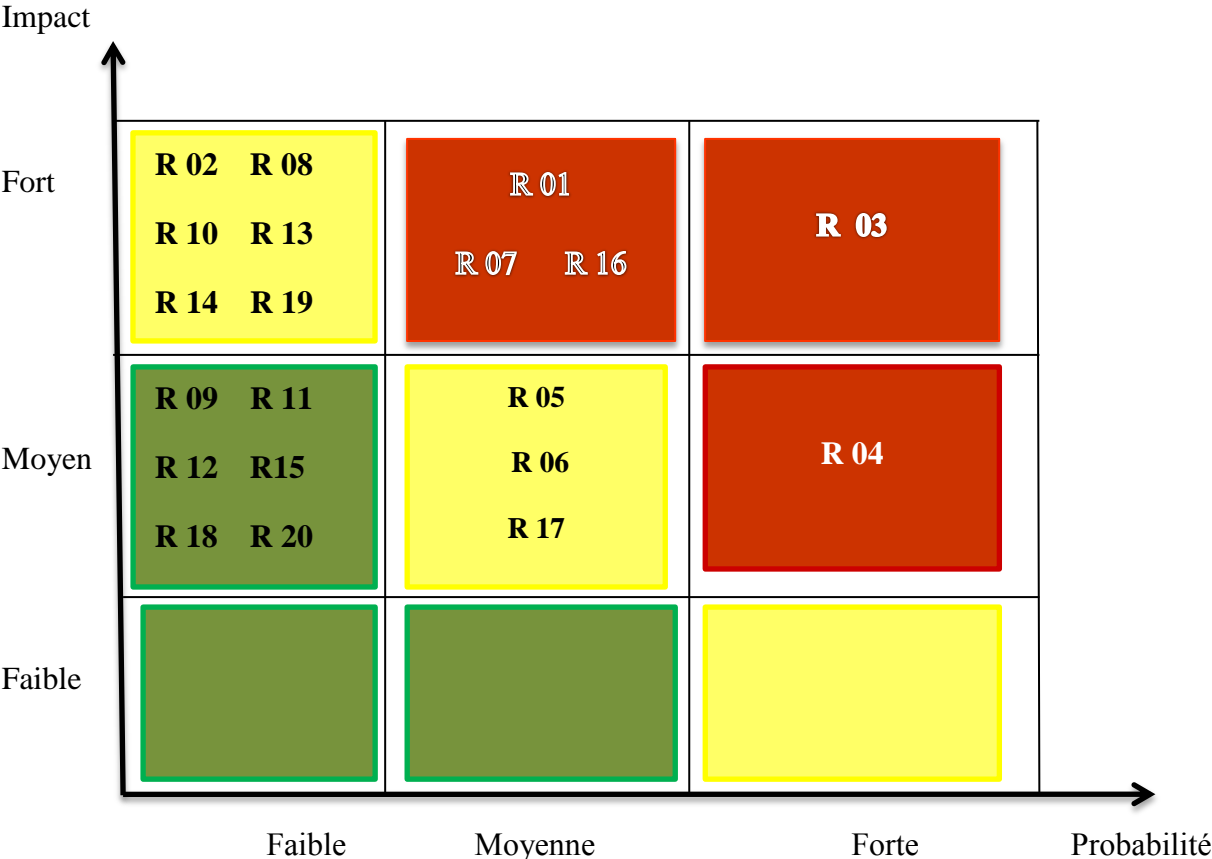 Impact
Fort
R 02 R 08
R 10 R 13
R 14 R 19
ℝ 01
ℝ 07 ℝ 16
R 03
Moyen
R 09 R 11
R 12 R15
R 18 R 20
R 05
R 06
R 17
R 04
Faible
Faible Moyenne Forte Probabilité